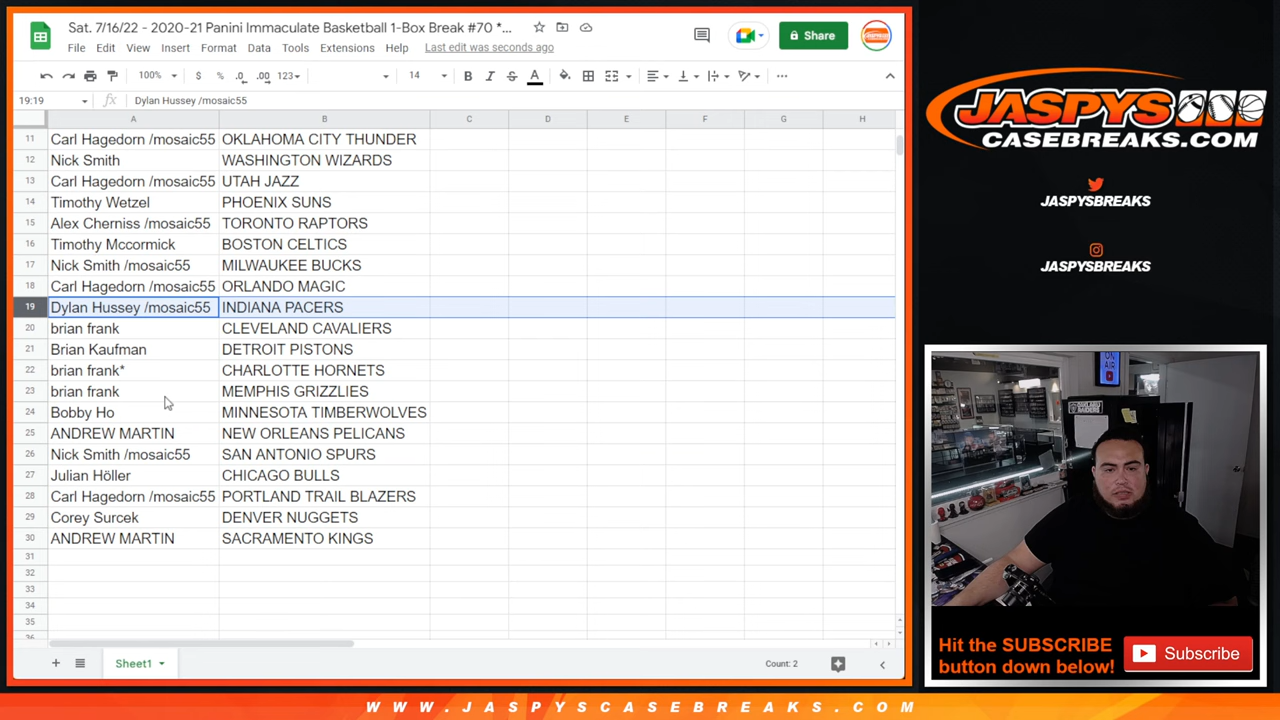 Sat. 7/16/22 - 2020-21 Panini Immaculate Basketball 1-Box Break #70 *...
File Edit View Insert Format Data Tools Extensions Help Last edit was seconds ago
Share
100% $ % .0 .00 123 14 B I S A
19:19 fx Dylan Hussey /mosaic55
A B C D E F G H
11 Carl Hagedorn /mosaic55 OKLAHOMA CITY THUNDER
12 Nick Smith WASHINGTON WIZARDS
13 Carl Hagedorn /mosaic55 UTAH JAZZ
14 Timothy Wetzel PHOENIX SUNS
15 Alex Cherniss /mosaic55 TORONTO RAPTORS
16 Timothy Mccormick BOSTON CELTICS
17 Nick Smith /mosaic55 MILWAUKEE BUCKS
18 Carl Hagedorn /mosaic55 ORLANDO MAGIC
19 Dylan Hussey /mosaic55 INDIANA PACERS
20 brian frank CLEVELAND CAVALIERS
21 Brian Kaufman DETROIT PISTONS
22 brian frank* CHARLOTTE HORNETS
23 brian frank MEMPHIS GRIZZLIES
24 Bobby Ho MINNESOTA TIMBERWOLVES
25 ANDREW MARTIN NEW ORLEANS PELICANS
26 Nick Smith /mosaic55 SAN ANTONIO SPURS
27 Julian Höller CHICAGO BULLS
28 Carl Hagedorn /mosaic55 PORTLAND TRAIL BLAZERS
29 Corey Surcek DENVER NUGGETS
30 ANDREW MARTIN SACRAMENTO KINGS
31
32
33
34
35
36
Sheet1
Count: 2
JASPYS
CASEBREAKS.COM
JASPYSBREAKS
JASPYSBREAKS
ON AIR
RAIDERS
Hit the SUBSCRIBE
button down below!
Subscribe
WWW.JASPYSCASEBREAKS.COM